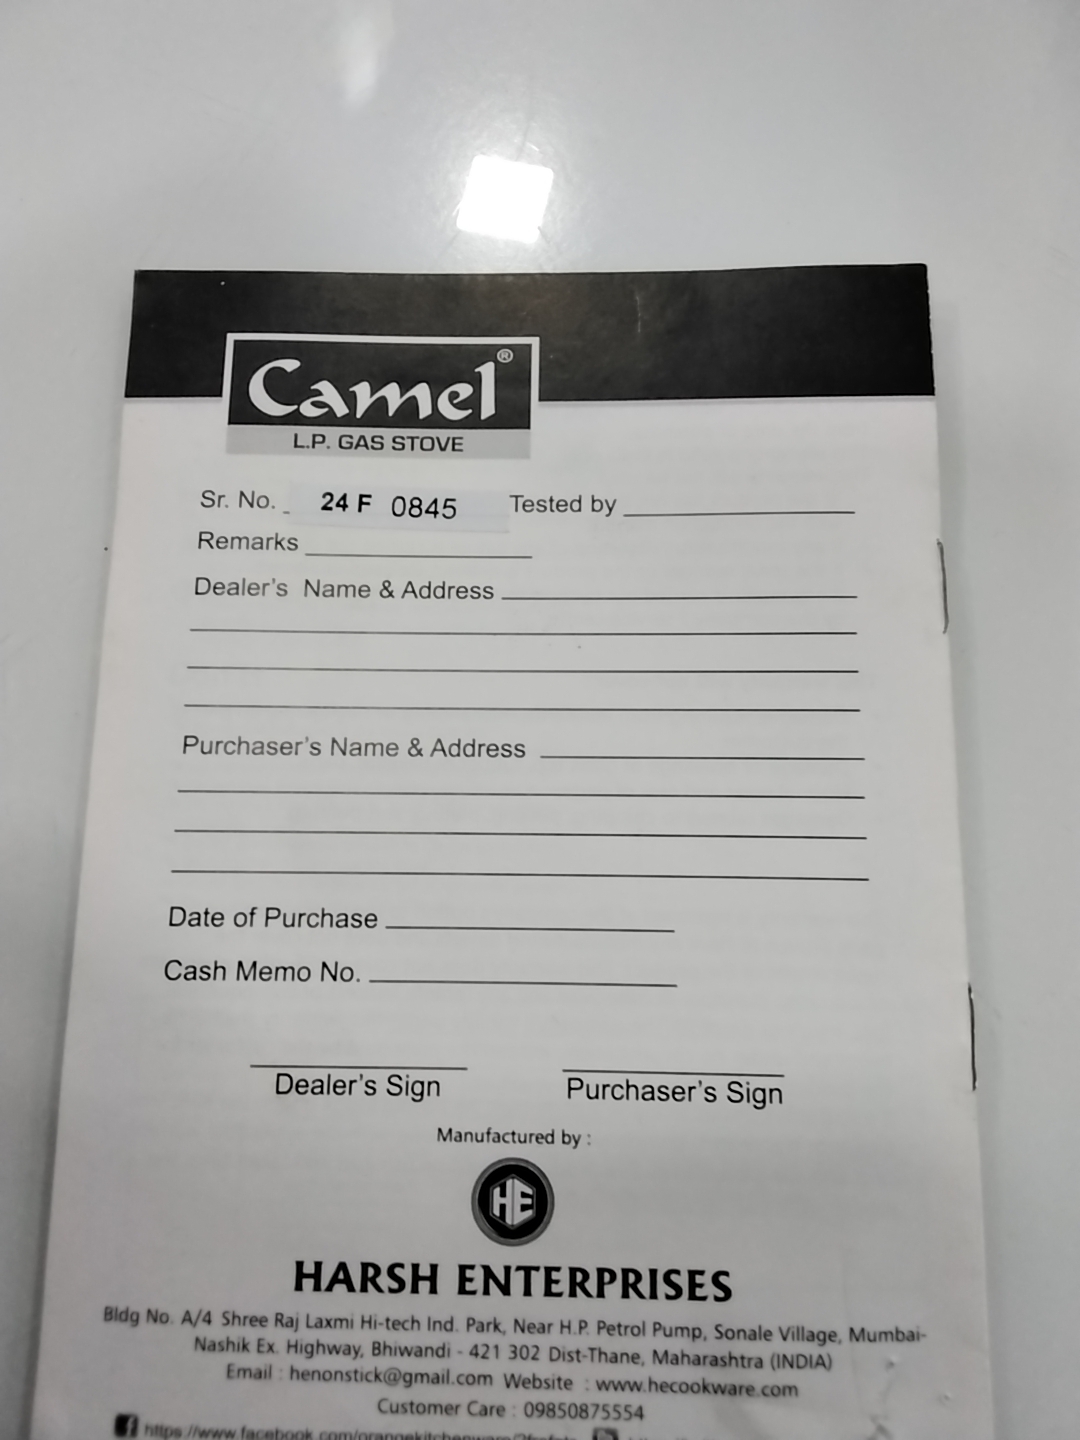 Camel®
L.P. GAS STOVE
Sr. No. 24 F 0845 Tested by
Remarks
Dealer's Name & Address
Purchaser's Name & Address
Date of Purchase
Cash Memo No.
Dealer's Sign Purchaser's Sign
Manufactured by :
HE
HARSH ENTERPRISES
Bldg No. A/4 Shree Raj Laxmi Hi-tech Ind. Park, Near H.P. Petrol Pump, Sonale Village, Mumbai-
Nashik Ex. Highway, Bhiwandi - 421 302 Dist-Thane, Maharashtra (INDIA)
Email : henonstick@gmail.com Website : www.hecookware.com
Customer Care : 09850875554